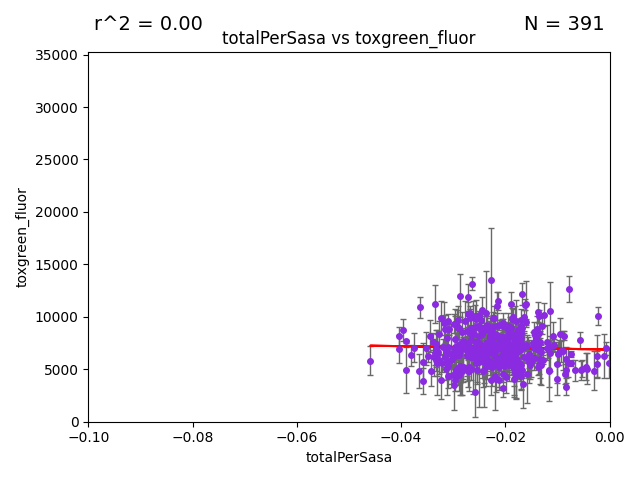 r^2 = 0.00
N = 391
totalPerSasa vs toxgreen_fluor
35000
30000
25000
20000
15000
10000
5000
0
toxgreen_fluor
−0.10
−0.08
−0.06
−0.04
−0.02
0.00
totalPerSasa